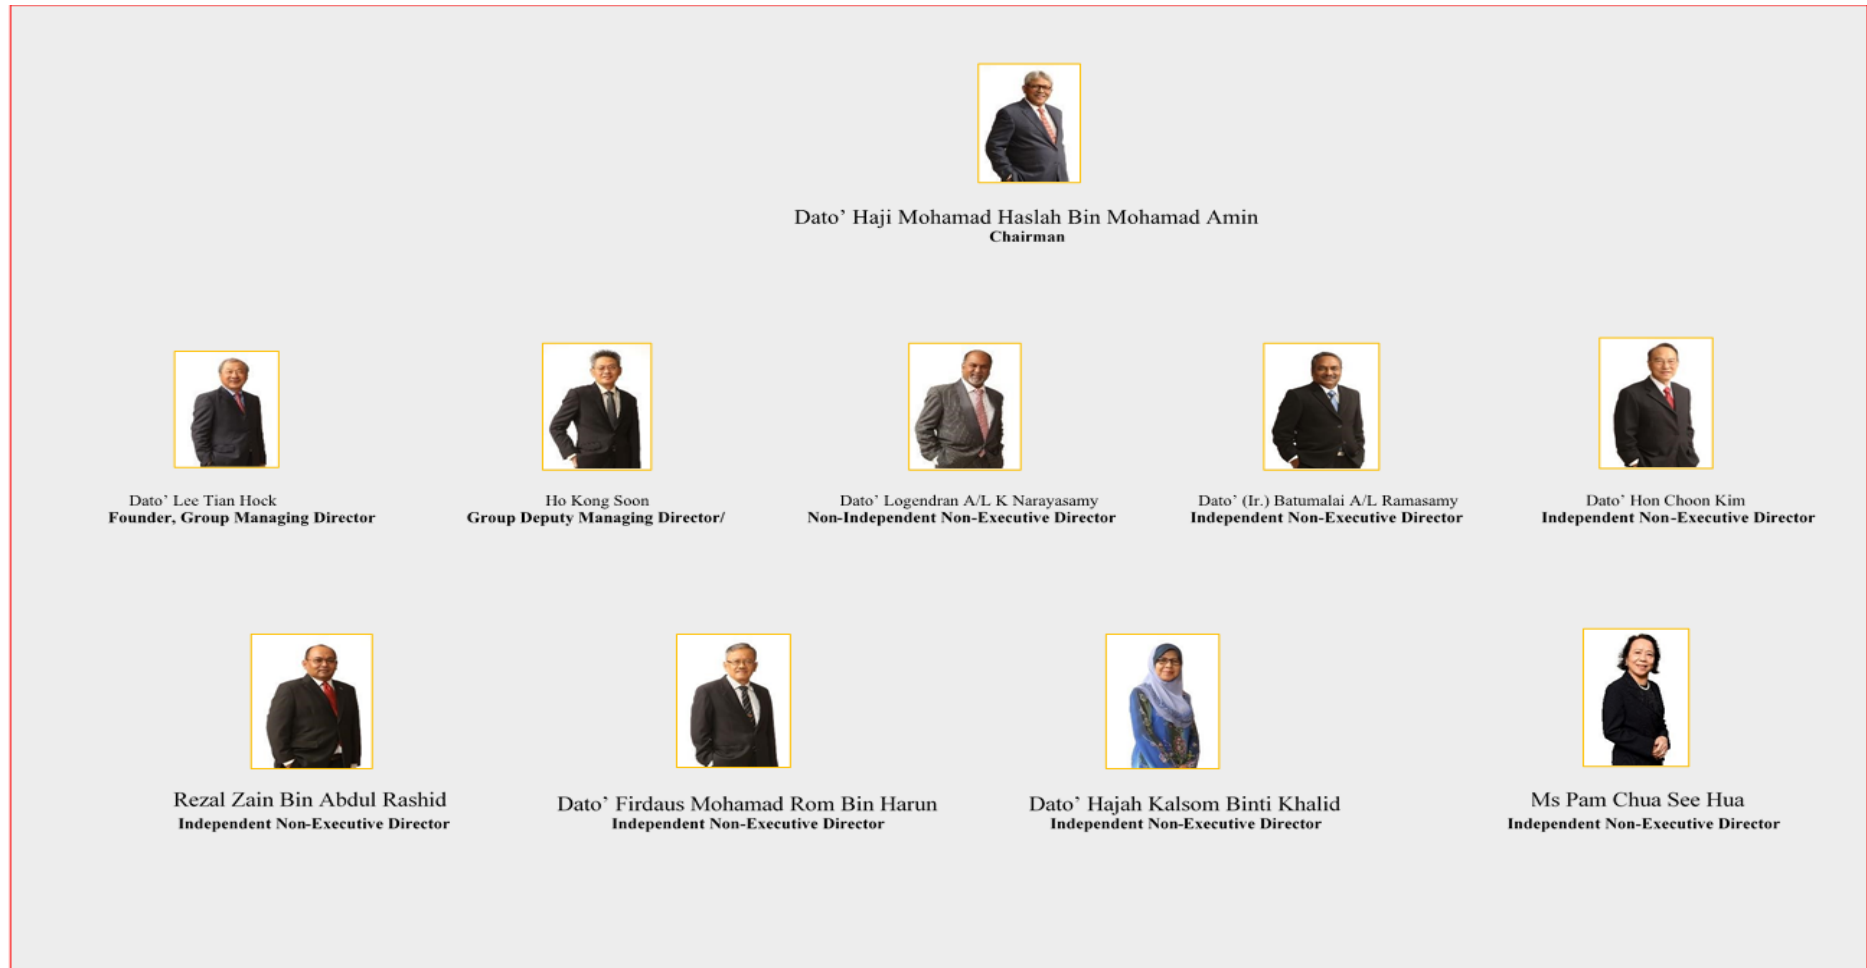 Dato’ Haji Mohamad Haslah Bin Mohamad Amin
Chairman
Dato’ Lee Tian Hock
Founder, Group Managing Director
Ho Kong Soon
Group Deputy Managing Director/
Dato’ Logendran A/L K Narayasamy
Non-Independent Non-Executive Director
Dato’ (Ir.) Batumalai A/L Ramasamy
Independent Non-Executive Director
Dato’ Hon Choon Kim
Independent Non-Executive Director
Rezal Zain Bin Abdul Rashid
Independent Non-Executive Director
Dato’ Firdaus Mohamad Rom Bin Harun
Independent Non-Executive Director
Dato’ Hajah Kalsom Binti Khalid
Independent Non-Executive Director
Ms Pam Chua See Hua
Independent Non-Executive Director